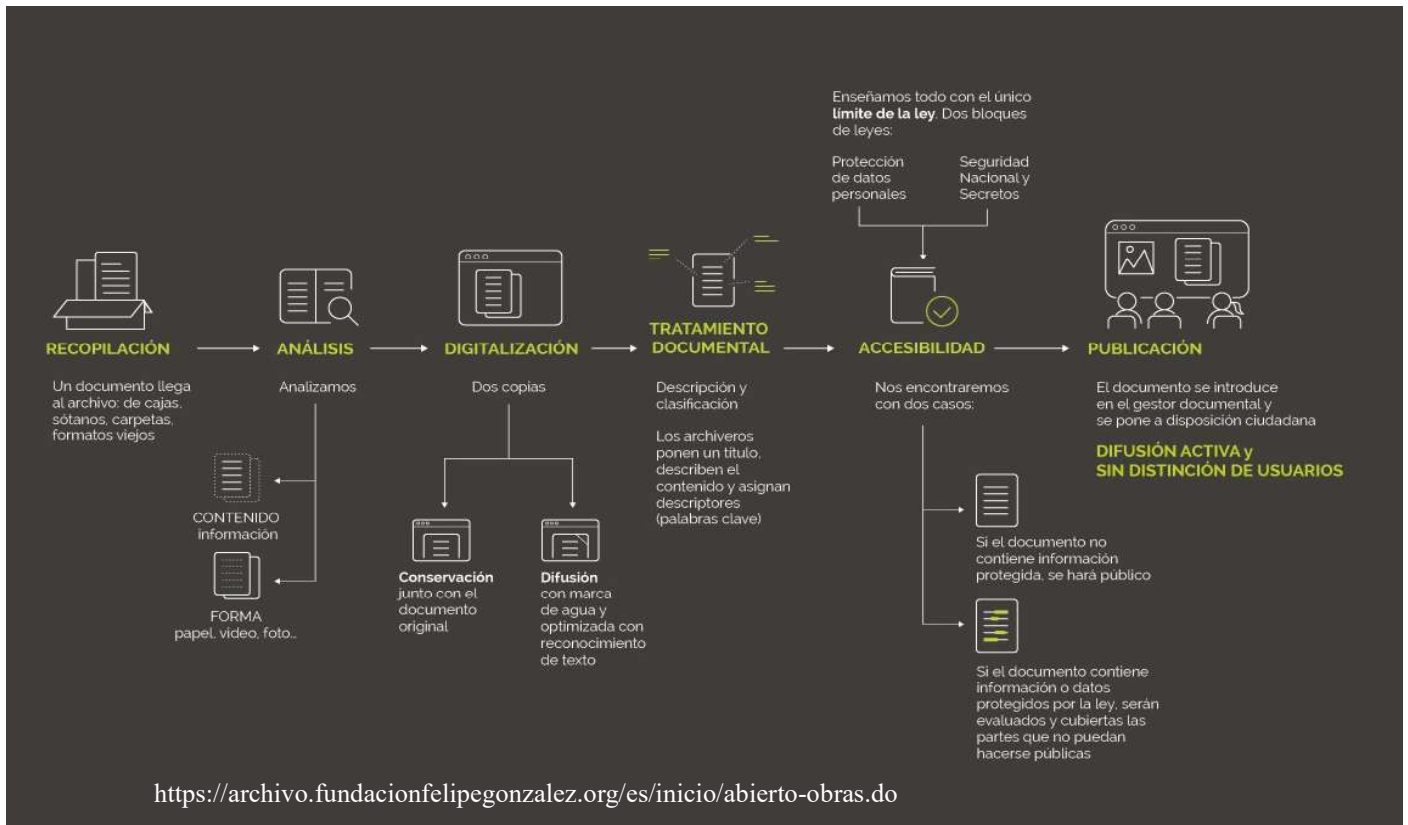 Enseñamos todo con el único
límite de la ley. Dos bloques
de leyes:
Protección
de datos
personales
Seguridad
Nacional y
Secretos
RECOPILACIÓN
Un documento llega
al archivo: de cajas,
sótanos, carpetas,
formatos viejos
ANÁLISIS
Analizamos
CONTENIDO
información
FORMA
papel, video, foto...
DIGITALIZACIÓN
Dos copias
Conservación
junto con el
documento
original
Difusión
con marca
de agua y
optimizada con
reconocimiento
de texto
TRATAMIENTO
DOCUMENTAL
Descripción y
clasificación
Los archiveros
ponen un título,
describen el
contenido y asignan
descriptores
(palabras clave)
ACCESIBILIDAD
Nos encontraremos
con dos casos:
Si el documento no
contiene información
protegida, se hará público
Si el documento contiene
información o datos
protegidos por la ley, serán
evaluados y cubiertas las
partes que no puedan
hacerse públicas
PUBLICACIÓN
El documento se introduce
en el gestor documental y
se pone a disposición ciudadana
DIFUSIÓN ACTIVA y
SIN DISTINCIÓN DE USUARIOS
https://archivo.fundacionfelipegonzalez.org/es/inicio/abierto-obras.do